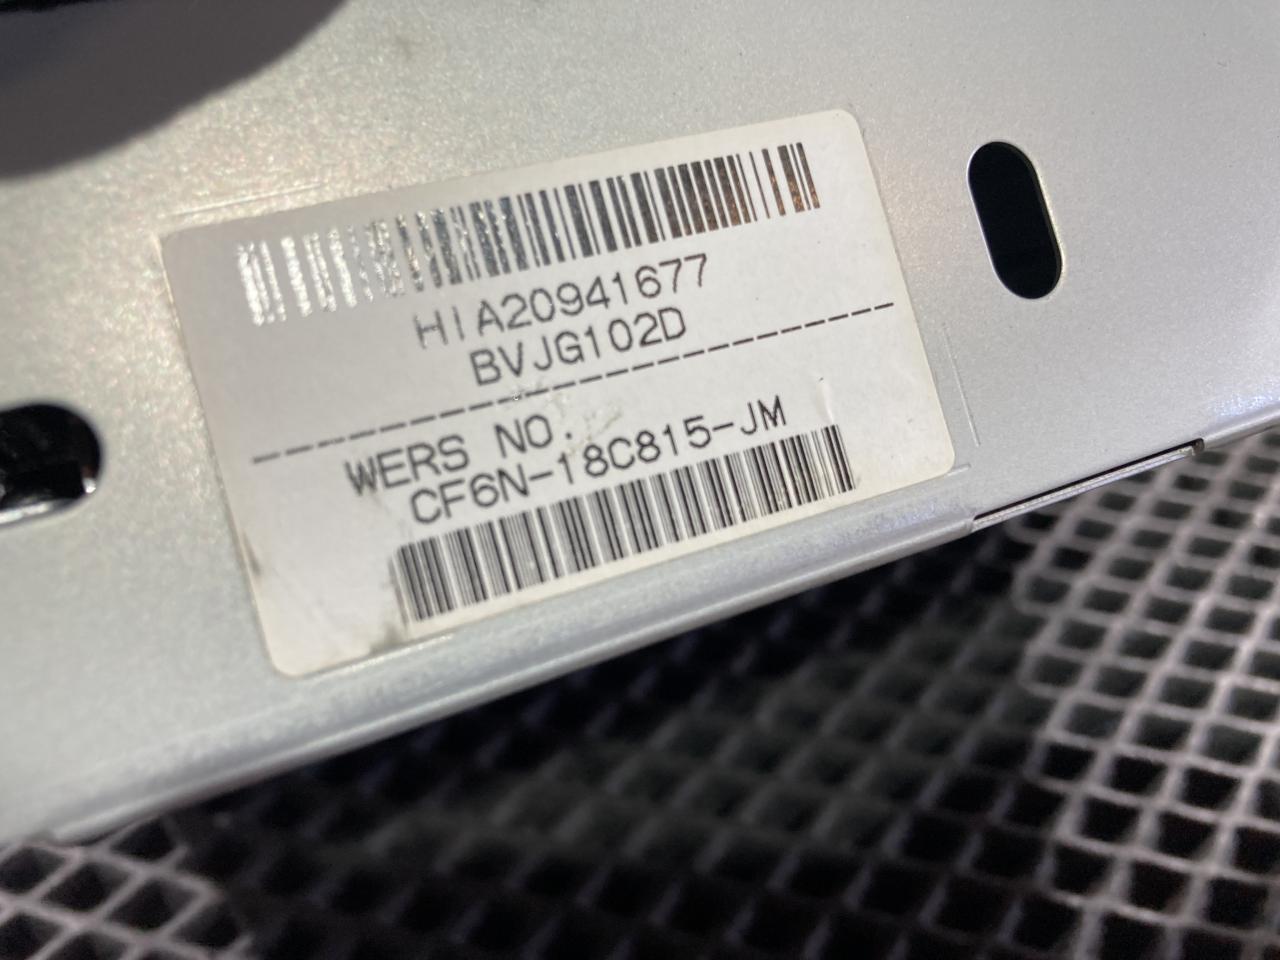 HIA20941677
BVJG102D
WERS NO.
CF6N-18C815-JM